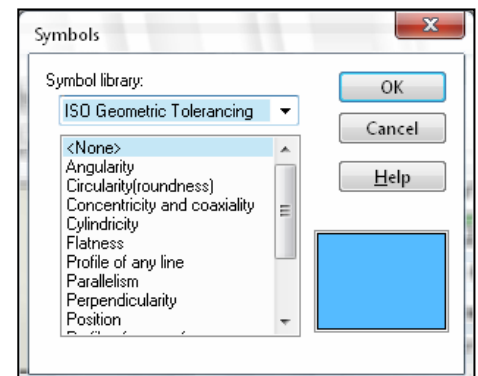 Symbols
Symbol library:
ISO Geometric Tolerancing
<None>
Angularity
Circularity(roundness)
Concentricity and coaxiality
Cylindricity
Flatness
Profile of any line
Parallelism
Perpendicularity
Position
OK
Cancel
Help